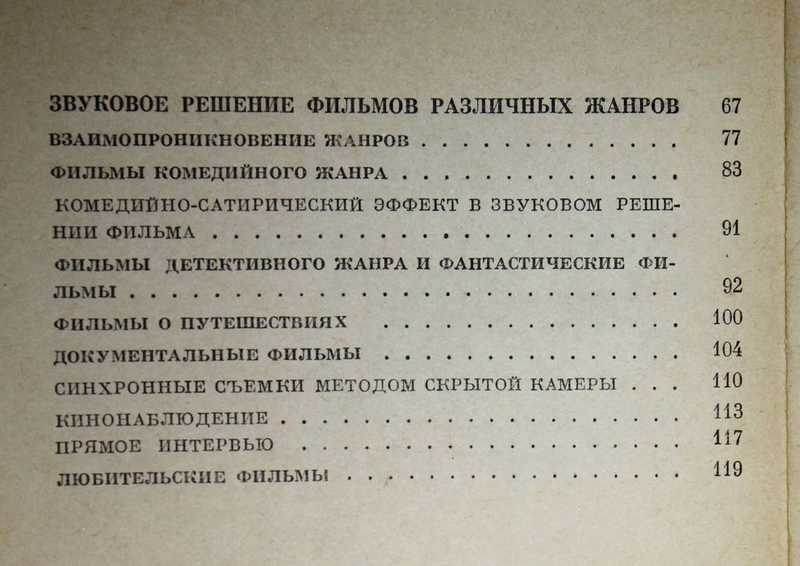 ЗВУКОВОЕ РЕШЕНИЕ ФИЛЬМОВ РАЗЛИЧНЫХ ЖАНРОВ 67
ВЗАИМОПРОНИКНОВЕНИЕ ЖАНРОВ . . . . . . . . . . . . . 77
ФИЛЬМЫ КОМЕДИЙНОГО ЖАНРА . . . . . . . . . . . . . . 83
КОМЕДИЙНО-САТИРИЧЕСКИЙ ЭФФЕКТ В ЗВУКОВОМ РЕШЕ-
НИИ ФИЛЬМА . . . . . . . . . . . . . . . . . . . . . . . 91
ФИЛЬМЫ ДЕТЕКТИВНОГО ЖАНРА И ФАНТАСТИЧЕСКИЕ ФИ-
ЛЬМЫ . . . . . . . . . . . . . . . . . . . . . . . . . . . 92
ФИЛЬМЫ О ПУТЕШЕСТВИЯХ . . . . . . . . . . . . . . . 100
ДОКУМЕНТАЛЬНЫЕ ФИЛЬМЫ . . . . . . . . . . . . . . . 104
СИНХРОННЫЕ СЪЕМКИ МЕТОДОМ СКРЫТОЙ КАМЕРЫ . . . 110
КИНОНАБЛЮДЕНИЕ . . . . . . . . . . . . . . . . . . . . 113
ПРЯМОЕ ИНТЕРВЬЮ . . . . . . . . . . . . . . . . . . . 117
ЛЮБИТЕЛЬСКИЕ ФИЛЬМЫ . . . . . . . . . . . . . . . . . 119